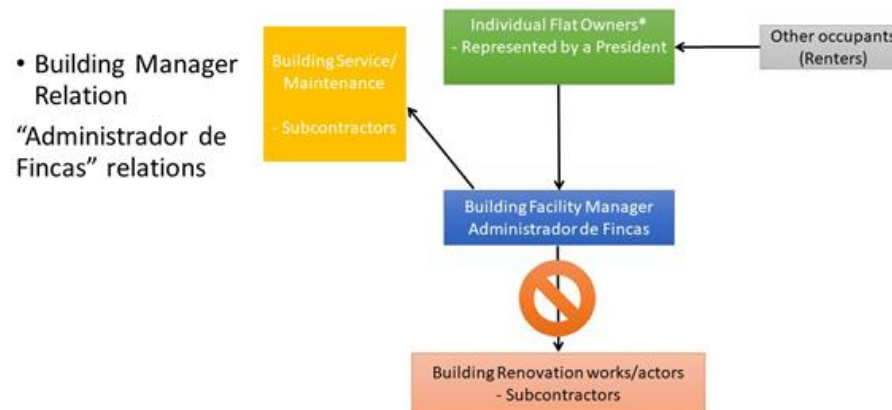 • Building Manager
Relation
“Administrador de
Fincas” relations
Building Service/
Maintenance
- Subcontractors
Individual Flat Owners*
- Represented by a President
Other occupants
(Renters)
Building Facility Manager
Administrador de Fincas
Building Renovation works/actors
- Subcontractors